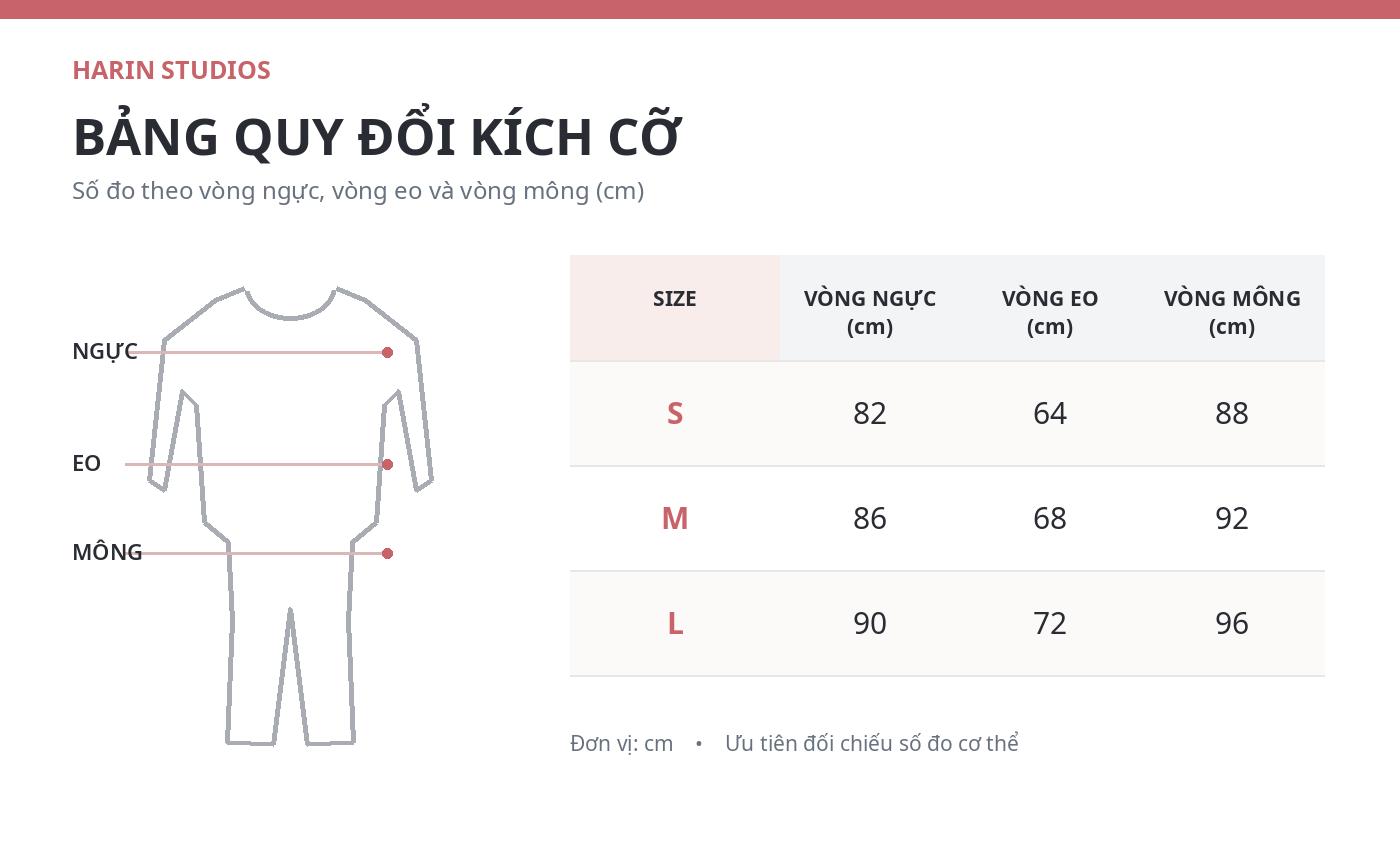 HARIN STUDIOS
BẢNG QUY ĐỔI KÍCH CỠ
Số đo theo vòng ngực, vòng eo và vòng mông (cm)
NGỰC
EO
MÔNG
SIZE VÒNG NGỰC VÒNG EO VÒNG MÔNG
(cm) (cm) (cm)
S 82 64 88
M 86 68 92
L 90 72 96
Đơn vị: cm • Ưu tiên đối chiếu số đo cơ thể